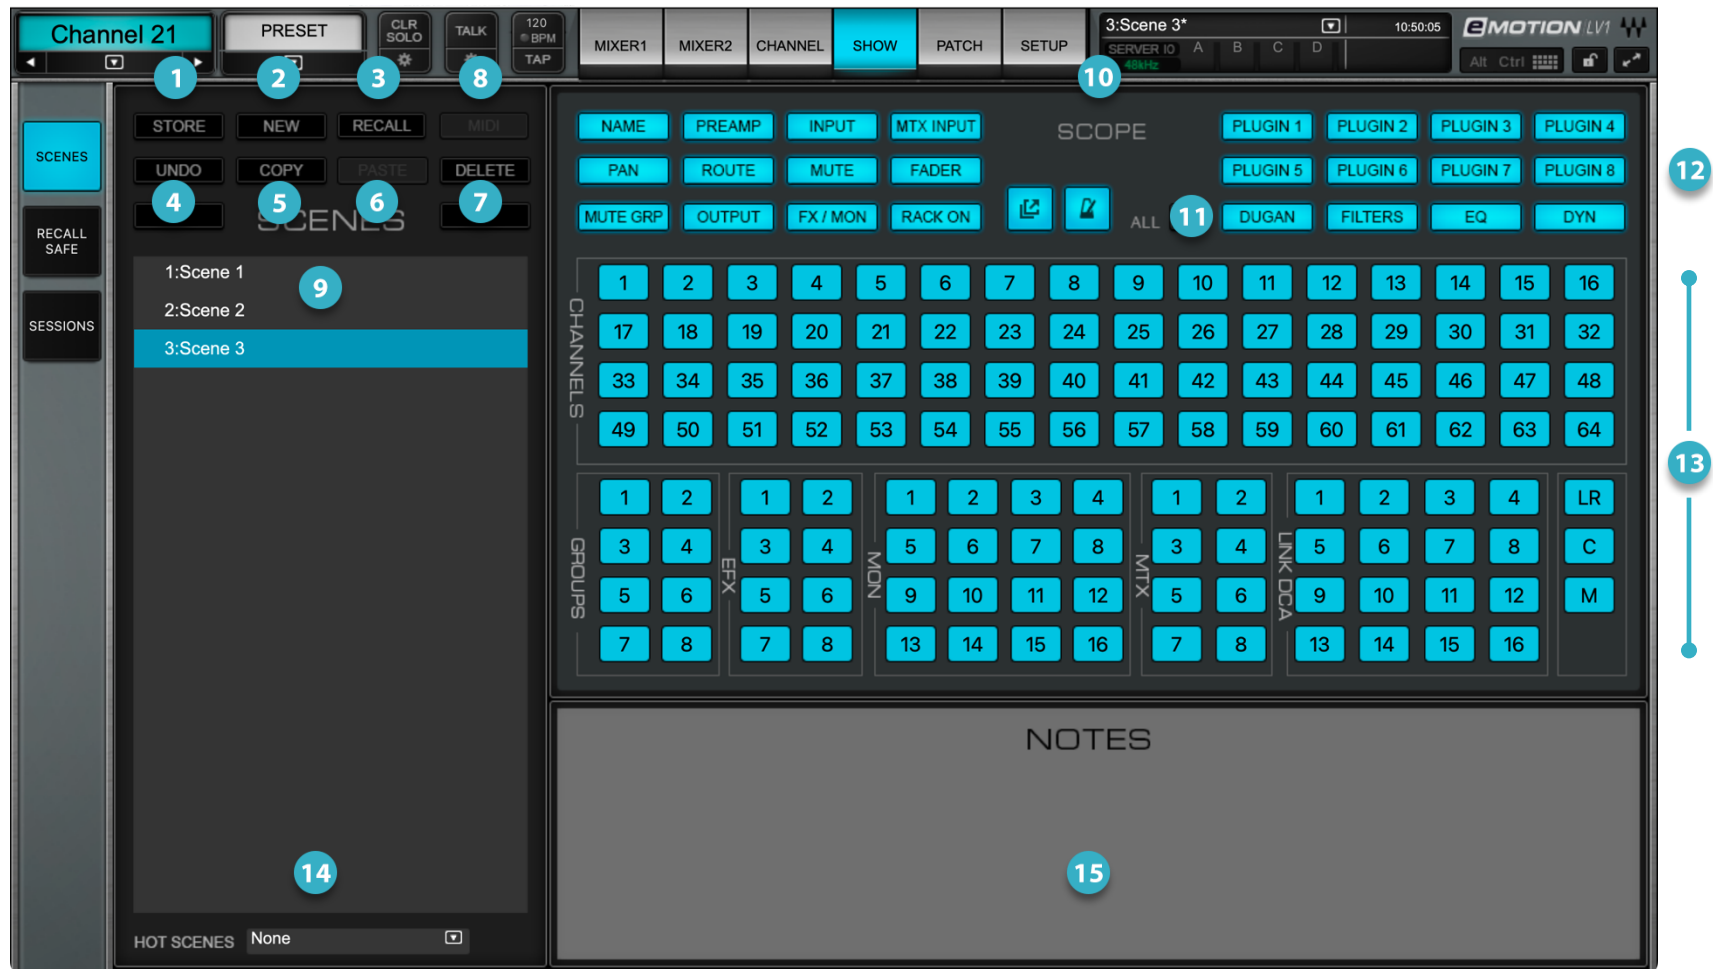 Channel 21
PRESET
CLR SOLO
TALK
120
BPM
TAP
MIXER1 MIXER2 CHANNEL SHOW PATCH SETUP
3:Scene 3*
10:50:05
SERVER IO A B C D
48kHz
eMOTION LV1
Alt Ctrl
1 2 3 8 10
SCENES
RECALL SAFE
SESSIONS
STORE NEW RECALL MIDI
UNDO COPY PASTE DELETE
4 5 6 7
SCENES
1:Scene 1
9
2:Scene 2
3:Scene 3
14
HOT SCENES None
NAME PREAMP INPUT MTX INPUT SCOPE PLUGIN 1 PLUGIN 2 PLUGIN 3 PLUGIN 4
PAN ROUTE MUTE FADER PLUGIN 5 PLUGIN 6 PLUGIN 7 PLUGIN 8
12
MUTE GRP OUTPUT FX / MON RACK ON ALL 11 DUGAN FILTERS EQ DYN
CHANNELS
1 2 3 4 5 6 7 8 9 10 11 12 13 14 15 16
17 18 19 20 21 22 23 24 25 26 27 28 29 30 31 32
33 34 35 36 37 38 39 40 41 42 43 44 45 46 47 48
49 50 51 52 53 54 55 56 57 58 59 60 61 62 63 64
13
GROUPS EFX MON MTX LINK DCA
1 2 1 2 1 2 3 4 1 2 1 2 3 4 LR
3 4 3 4 5 6 7 8 3 4 5 6 7 8 C
5 6 5 6 9 10 11 12 5 6 9 10 11 12 M
7 8 7 8 13 14 15 16 7 8 13 14 15 16
NOTES
15